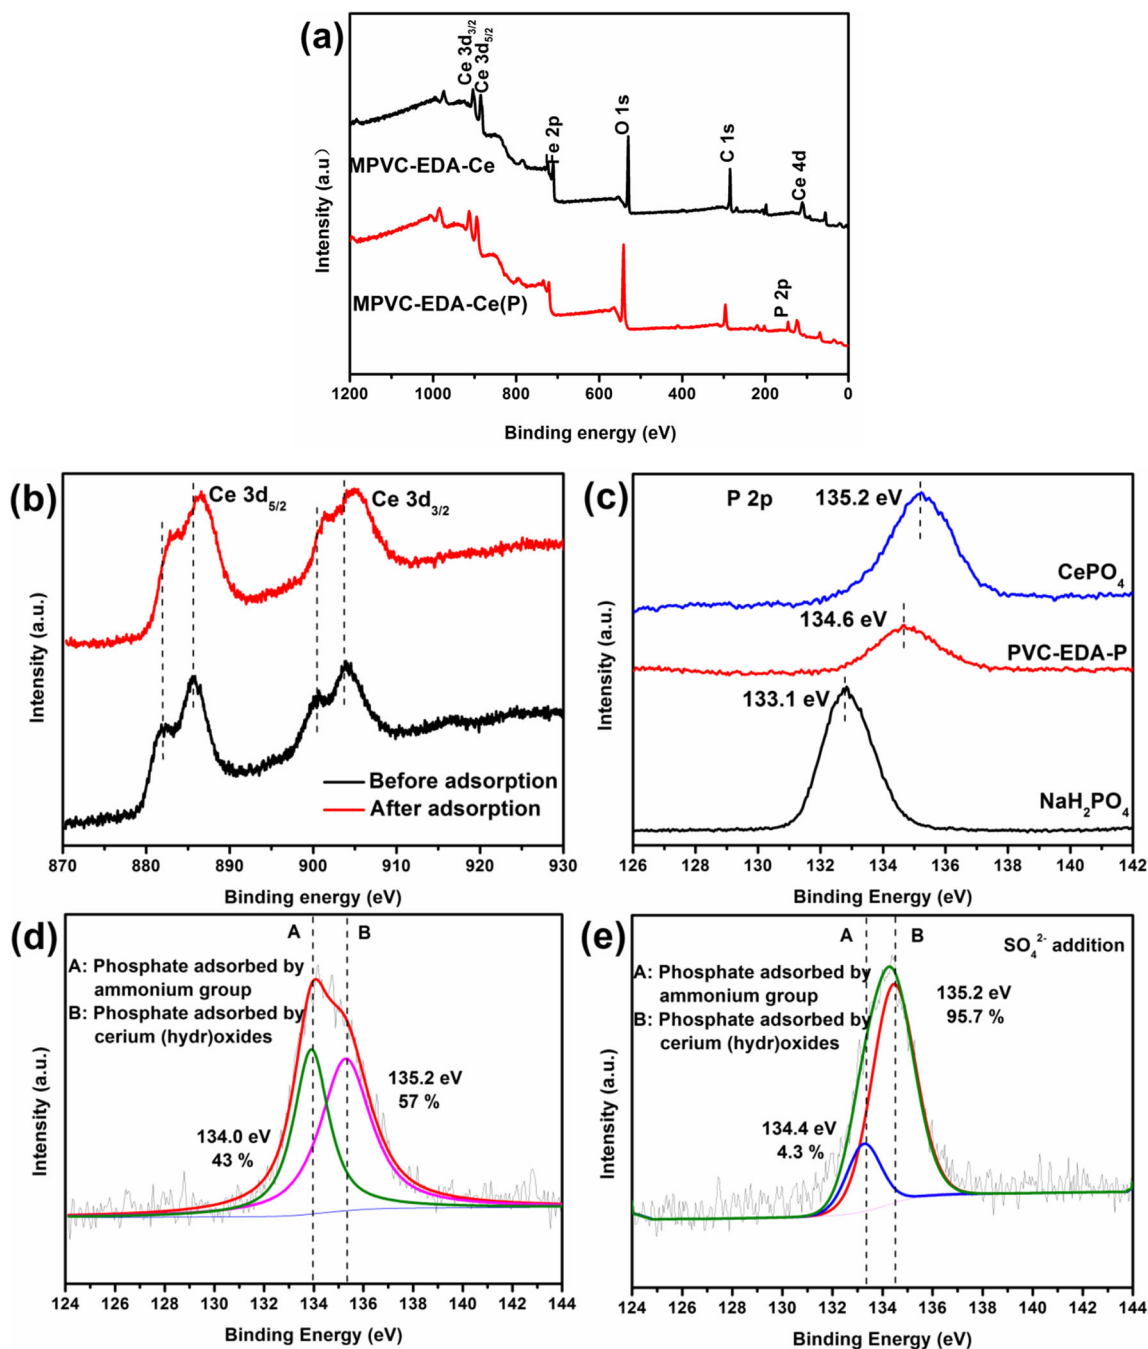 (a)
Ce 3d3/2
Ce 3d5/2
Fe 2p
O 1s
C 1s
Ce 4d
MPVC-EDA-Ce
MPVC-EDA-Ce(P)
P 2p
Intensity (a.u)
1200 1000 800 600 400 200 0
Binding energy (eV)
(b)
Ce 3d5/2
Ce 3d3/2
Before adsorption
After adsorption
Intensity (a.u.)
870 880 890 900 910 920 930
Binding energy (eV)
(c)
P 2p
135.2 eV
CePO4
134.6 eV
PVC-EDA-P
133.1 eV
NaH2PO4
Intensity (a.u.)
126 128 130 132 134 136 138 140 142
Binding Energy (eV)
(d)
A B
A: Phosphate adsorbed by
ammonium group
B: Phosphate adsorbed by
cerium (hydr)oxides
135.2 eV
57 %
134.0 eV
43 %
Intensity (a.u.)
124 126 128 130 132 134 136 138 140 142 144
Binding Energy (eV)
(e)
A B
SO4 2- addition
A: Phosphate adsorbed by
ammonium group
B: Phosphate adsorbed by
cerium (hydr)oxides
135.2 eV
95.7 %
134.4 eV
4.3 %
Intensity (a.u.)
124 126 128 130 132 134 136 138 140 142 144
Binding Energy (eV)